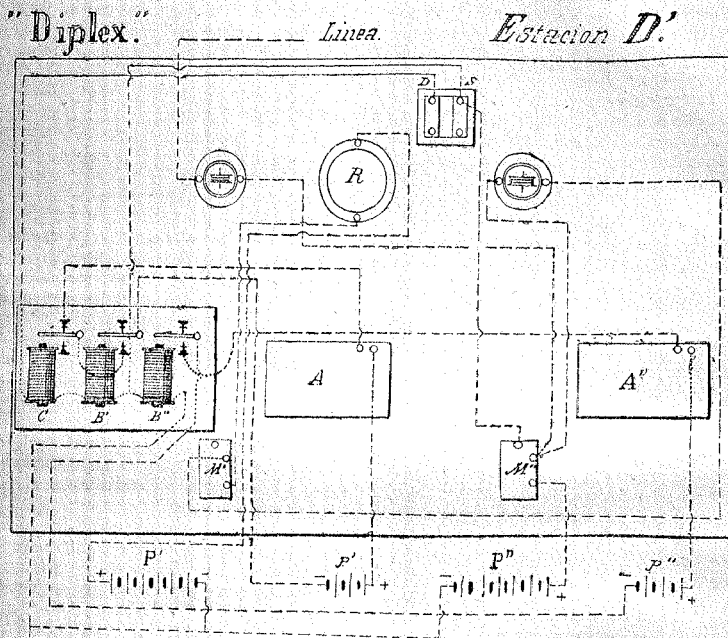 "Diplex."
Linea.
Estacion D'.
D S
R
A
A"
C B' B"
M'
M"
P' P' P" P"